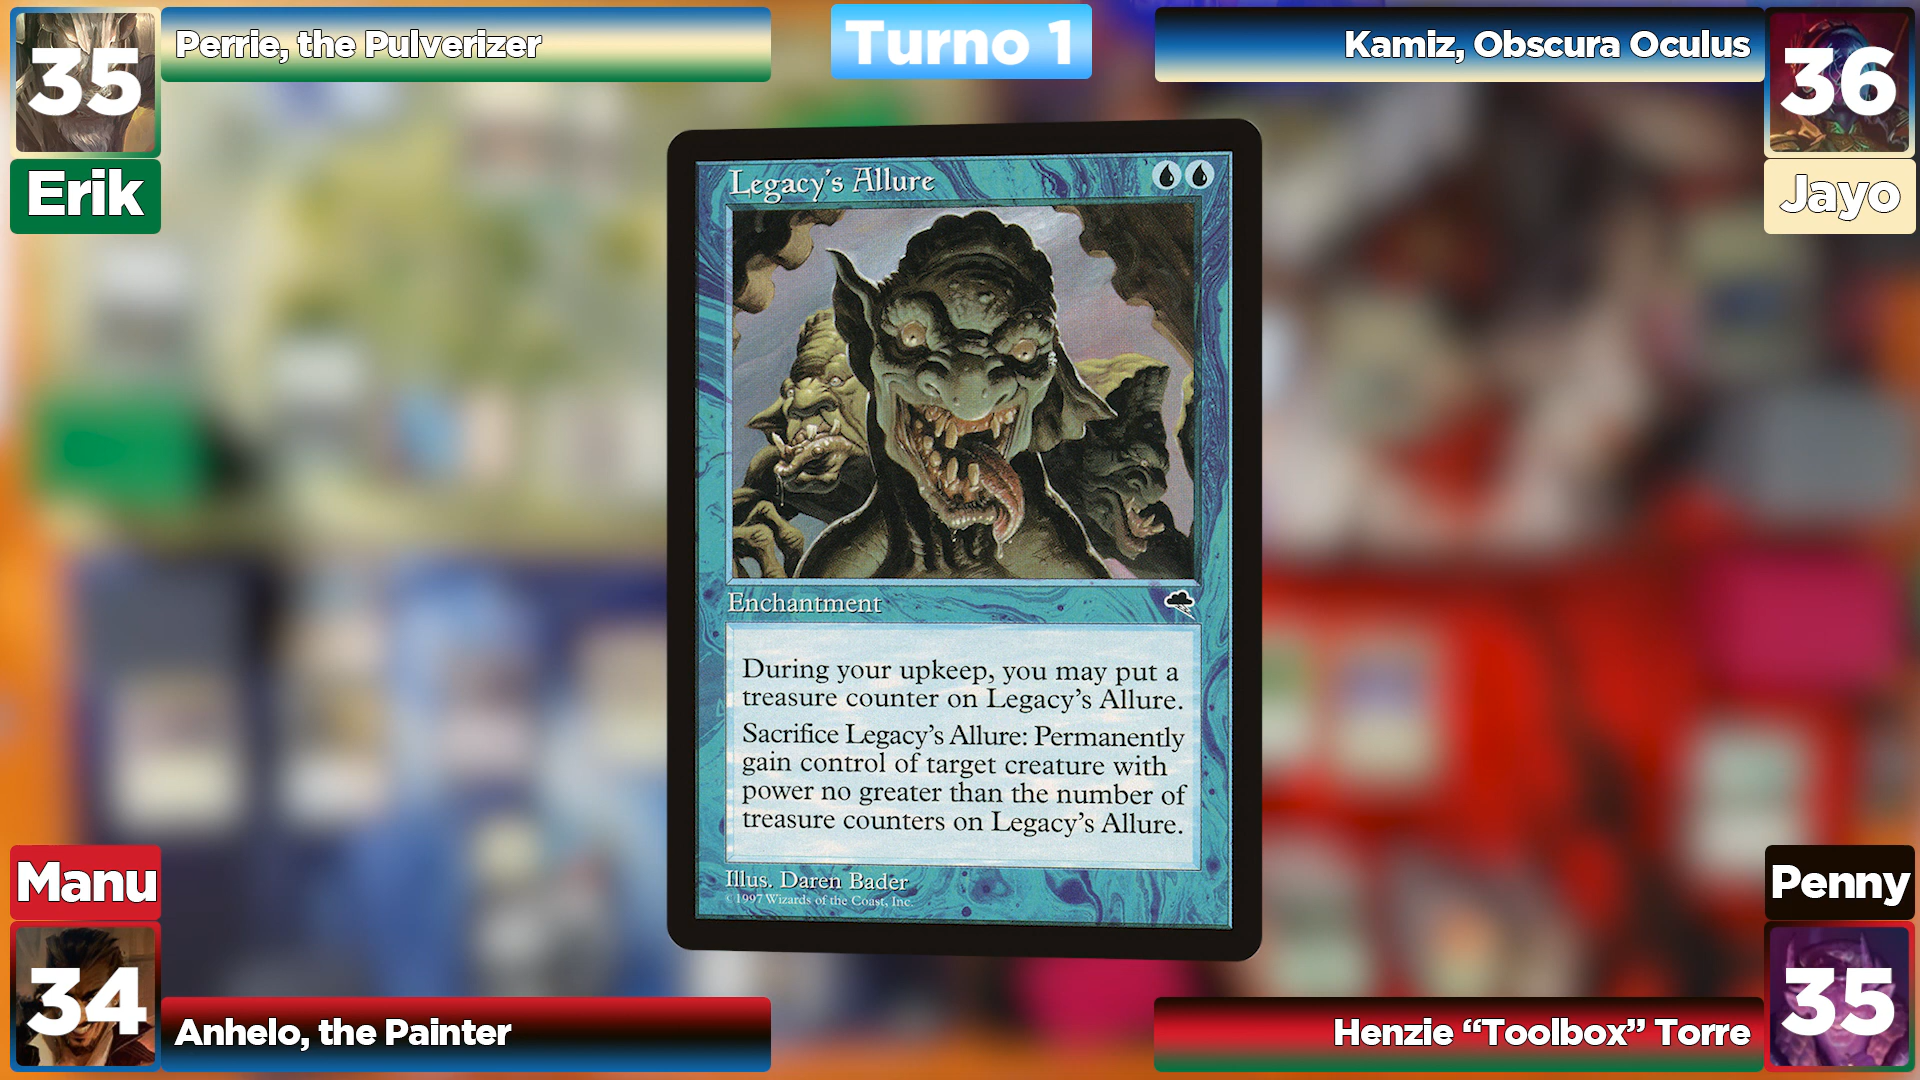 35
Perrie, the Pulverizer
Erik
Turno 1
Kamiz, Obscura Oculus
36
Jayo
Legacy's Allure
Enchantment
During your upkeep, you may put a
treasure counter on Legacy's Allure.
Sacrifice Legacy's Allure: Permanently
gain control of target creature with
power no greater than the number of
treasure counters on Legacy's Allure.
Illus. Daren Bader
©1997 Wizards of the Coast, Inc.
Manu
34
Anhelo, the Painter
Penny
Henzie “Toolbox” Torre
35